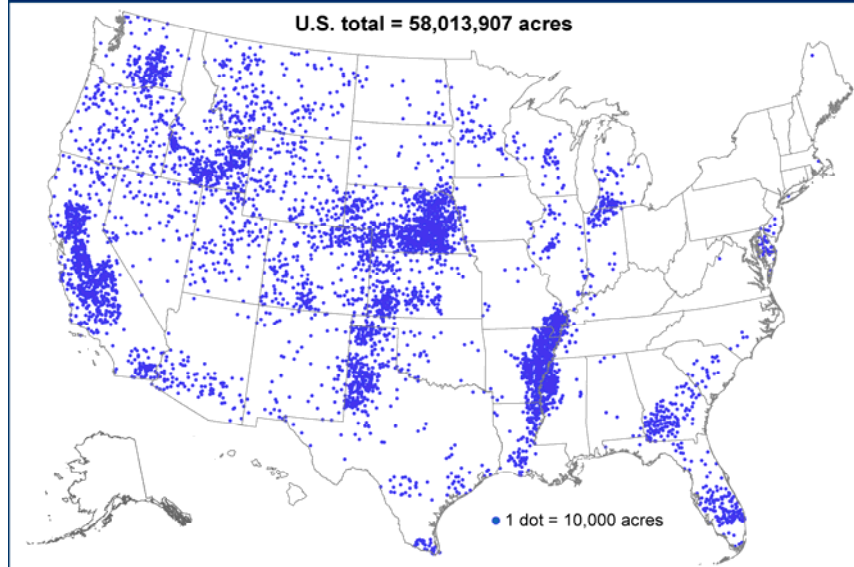 U.S. total = 58,013,907 acres
1 dot = 10,000 acres